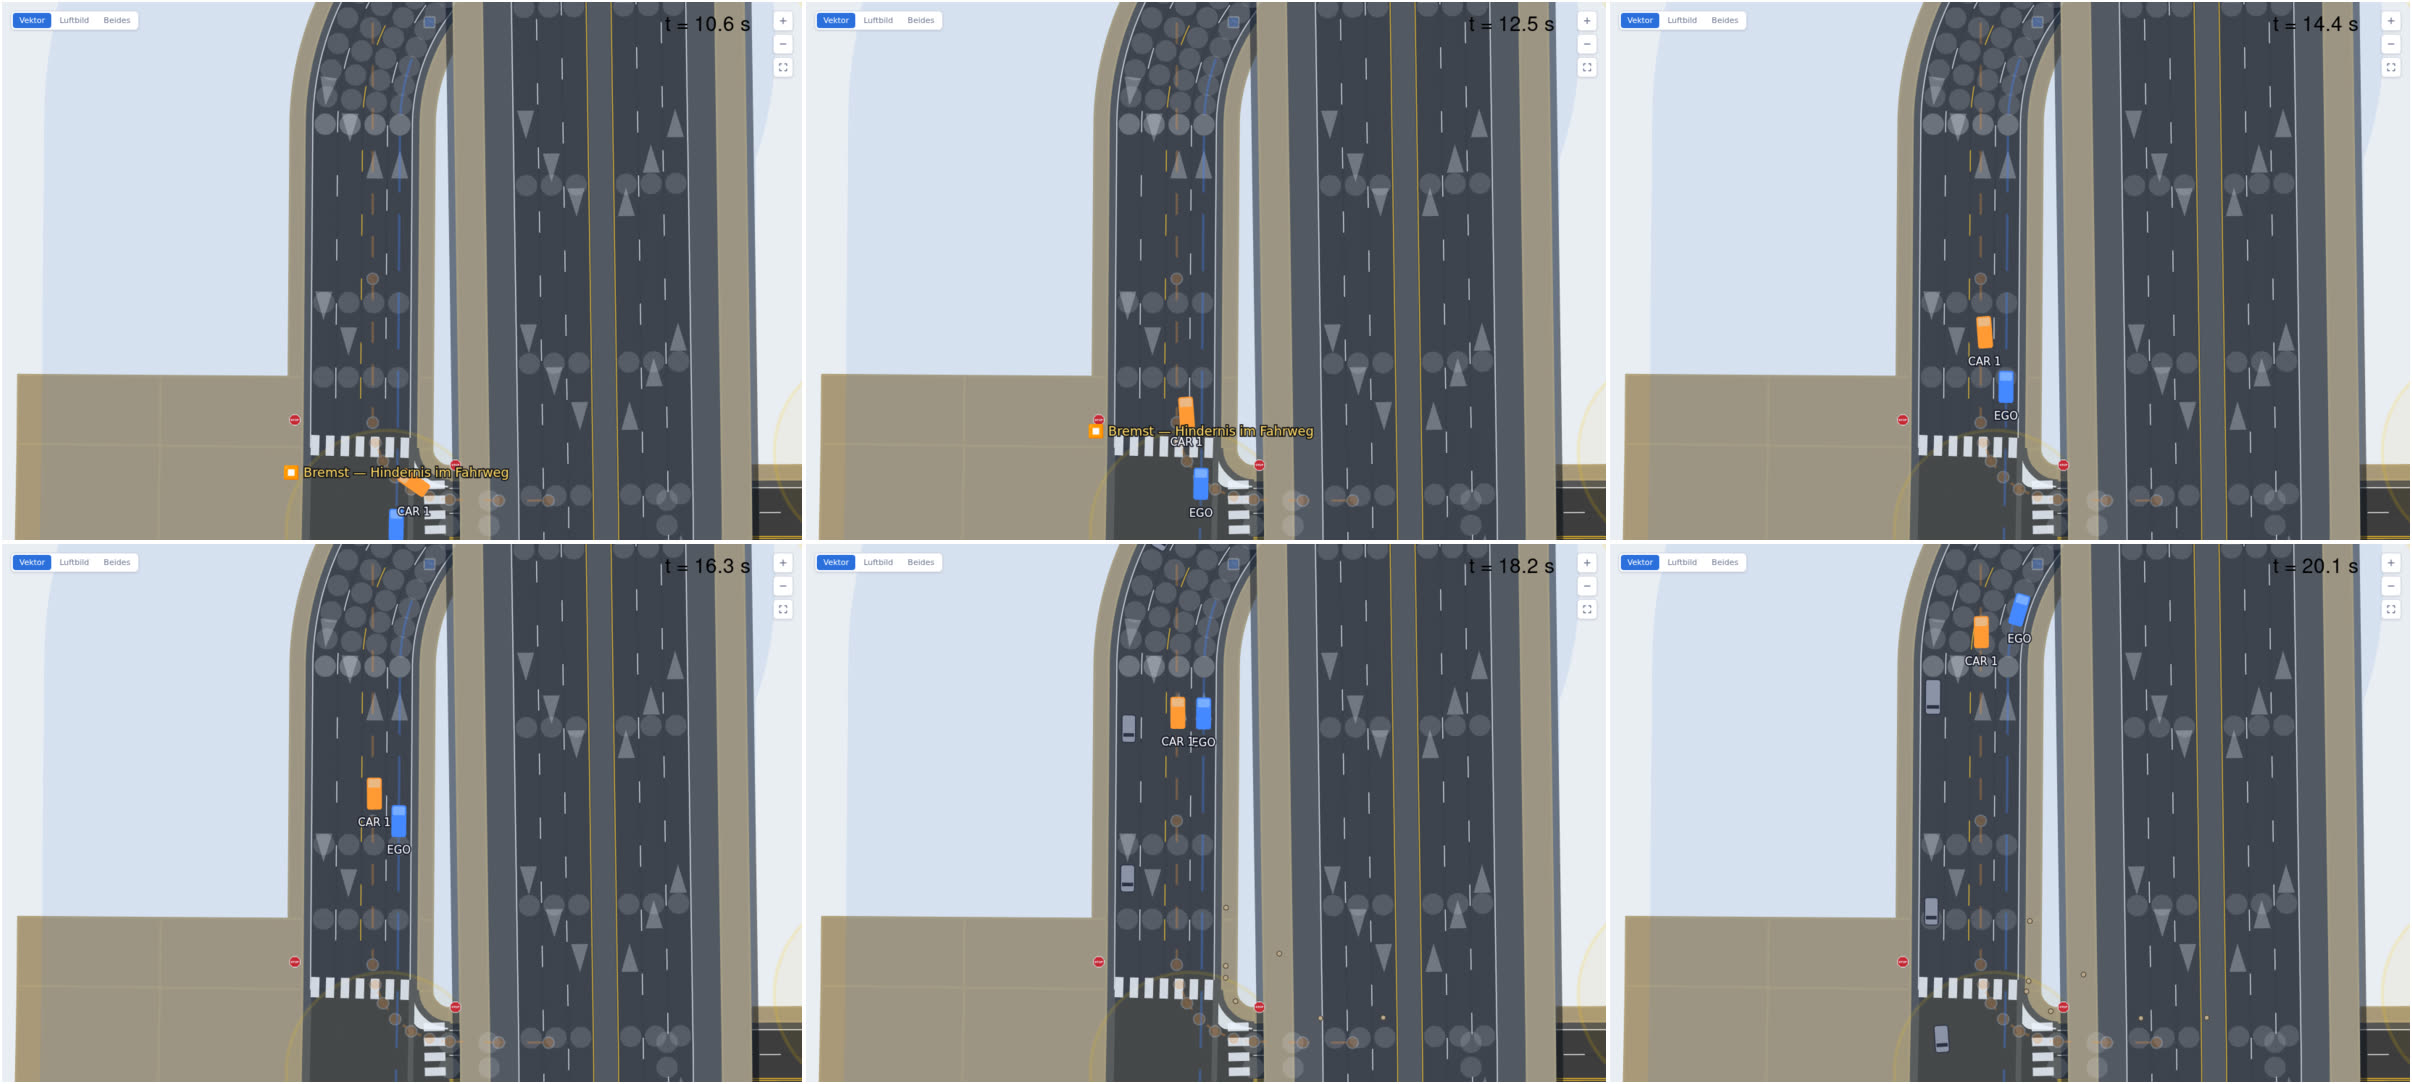 Vektor Luftbild Beides
t = 10.6 s
+
−
Bremst — Hindernis im Fahrweg
CAR 1
Vektor Luftbild Beides
t = 12.5 s
+
−
Bremst — Hindernis im Fahrweg
CAR 1
EGO
Vektor Luftbild Beides
t = 14.4 s
+
−
CAR 1
EGO
Vektor Luftbild Beides
t = 16.3 s
+
−
CAR 1
EGO
Vektor Luftbild Beides
t = 18.2 s
+
−
CAR 1 EGO
Vektor Luftbild Beides
t = 20.1 s
+
−
EGO
CAR 1